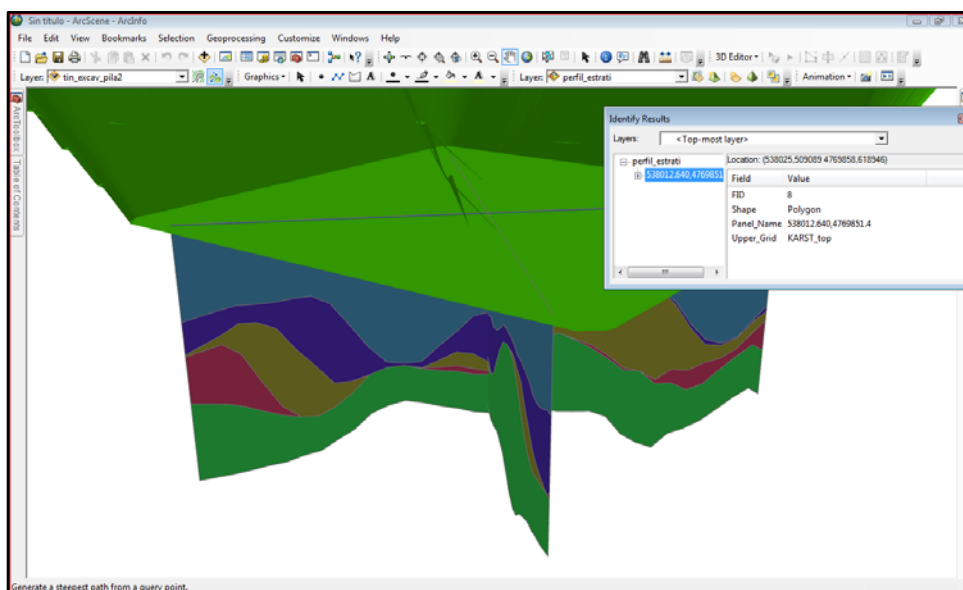 Sin título - ArcScene - ArcInfo
File Edit View Bookmarks Selection Geoprocessing Customize Windows Help
3D Editor
Layer: tin_excav_pila2 Graphics Layer: perfil_estrati Animation
ArcToolbox
Table of Contents
Identify Results
Layers: <Top-most layer>
perfil_estrati
538012.640,4769851
Location: (538025,509089 4769858,618946)
Field Value
FID 8
Shape Polygon
Panel_Name 538012.640,4769851.4
Upper_Grid KARST_top
Generate a steepest path from a query point.